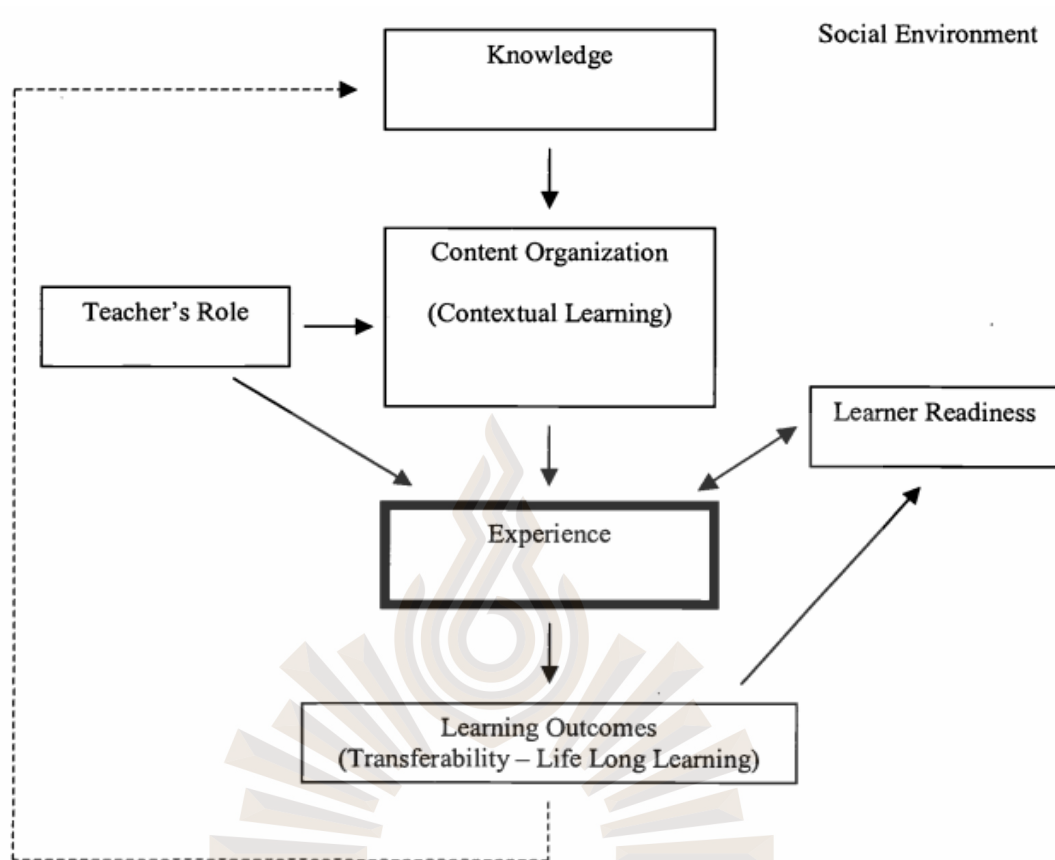 Social Environment
Knowledge
Content Organization
(Contextual Learning)
Teacher's Role
Learner Readiness
Experience
Learning Outcomes
(Transferability – Life Long Learning)